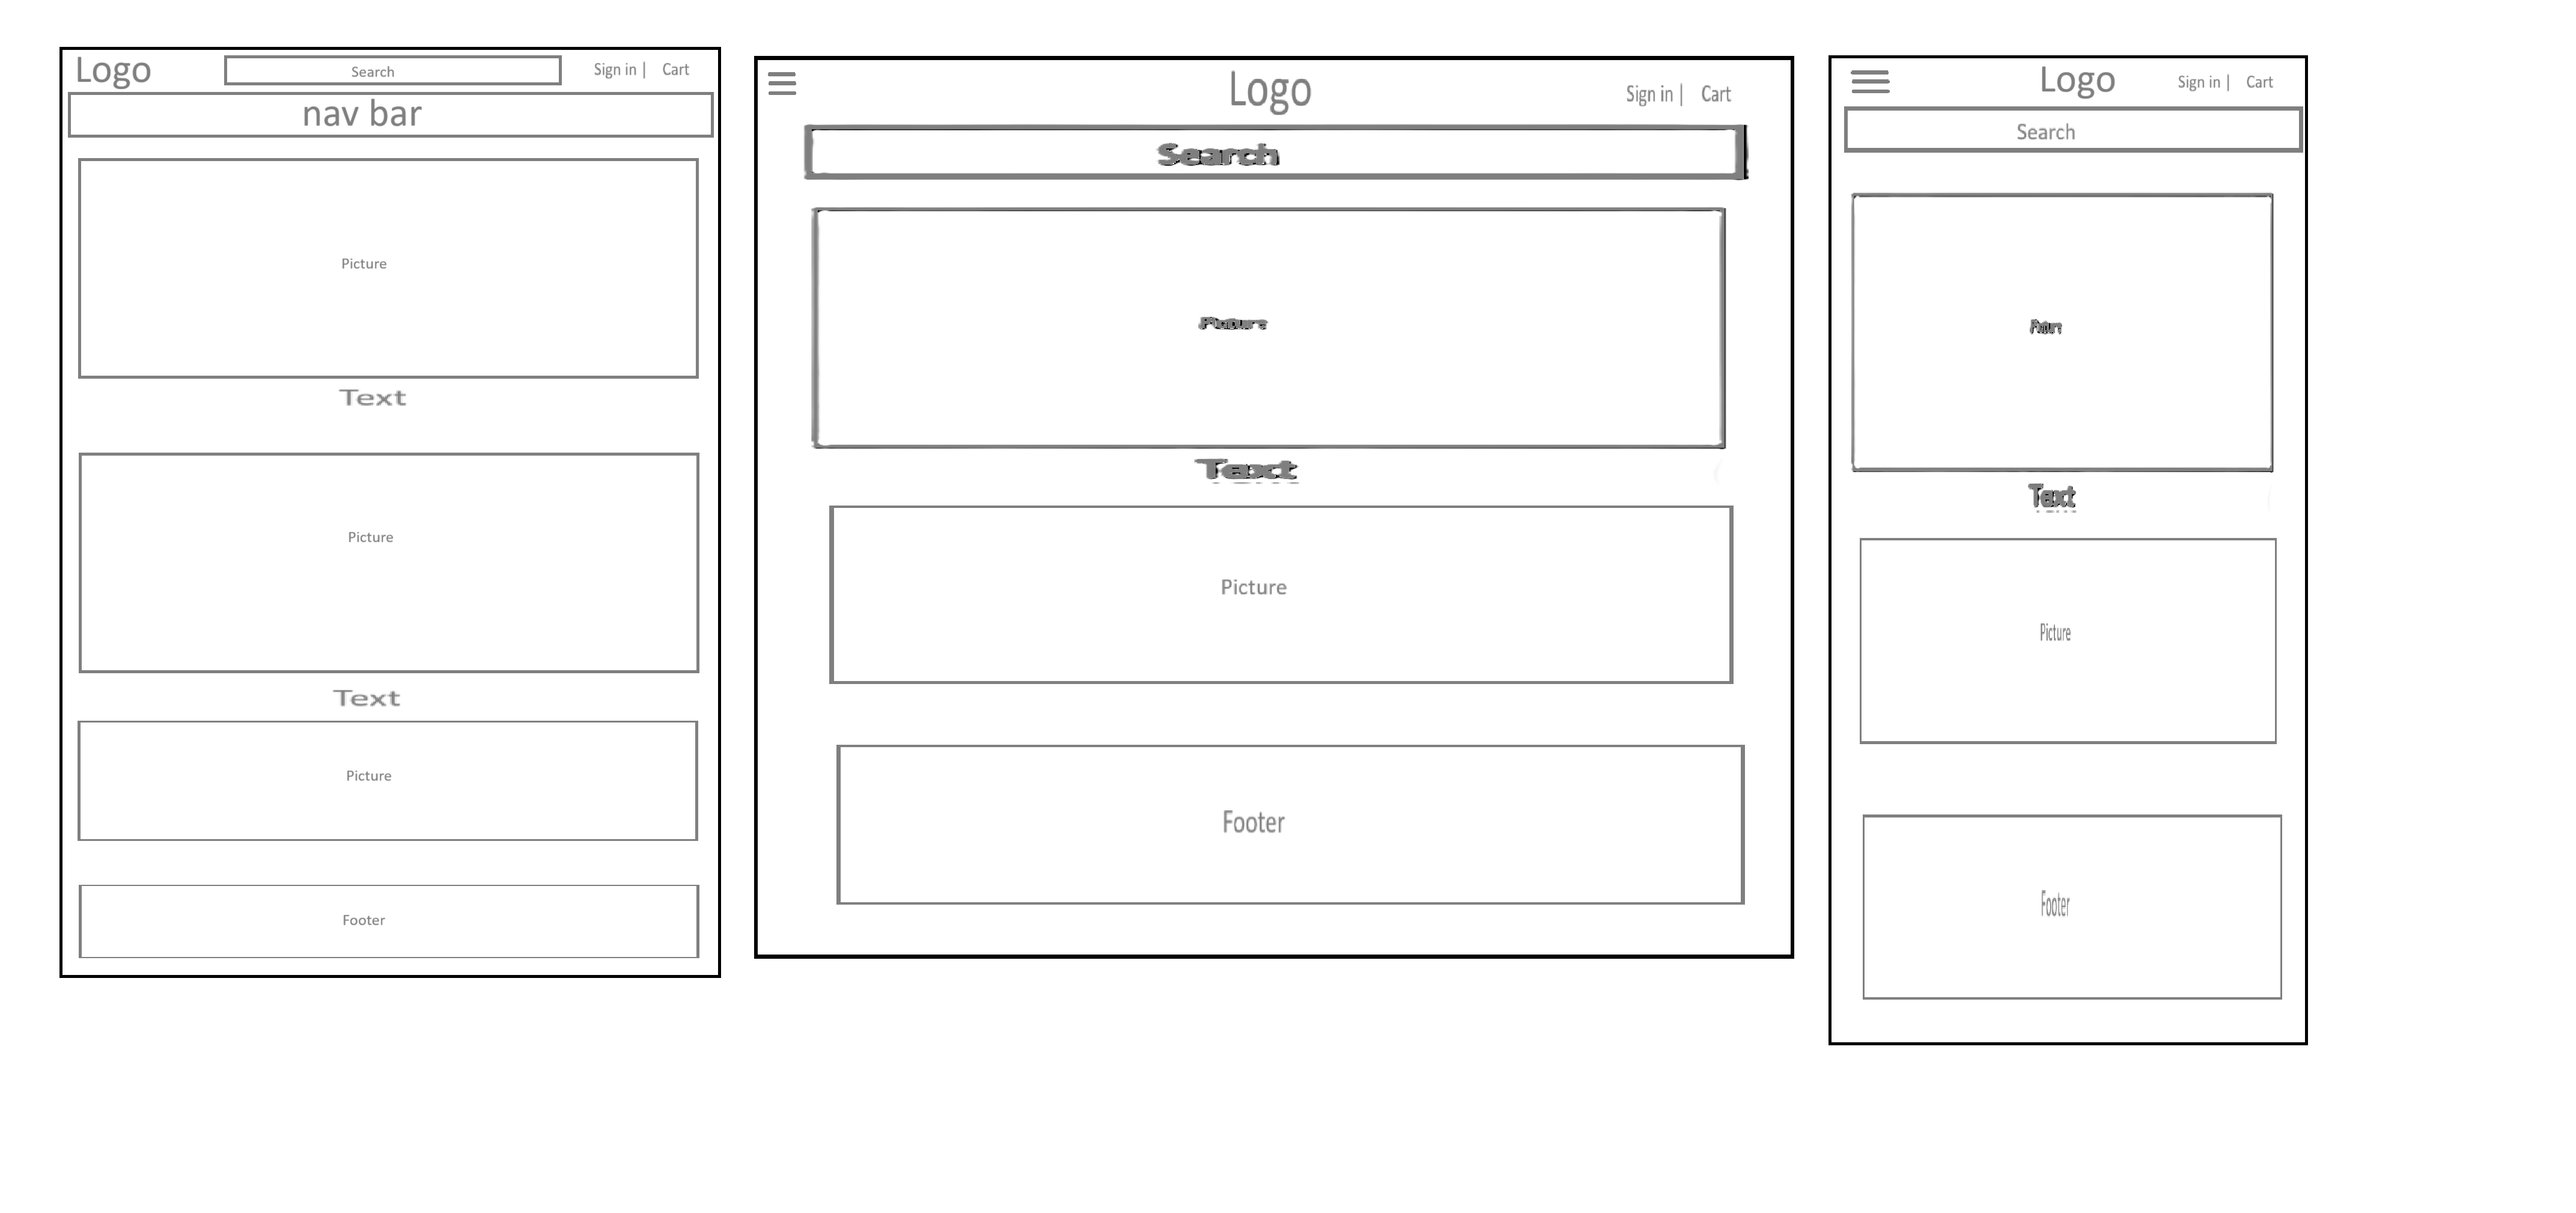 Logo
Search
Sign in | Cart
nav bar
Picture
Text
Picture
Text
Picture
Footer
Logo
Sign in | Cart
Search
Picture
Text
Picture
Footer
Logo
Sign in | Cart
Search
Text
Picture
Footer